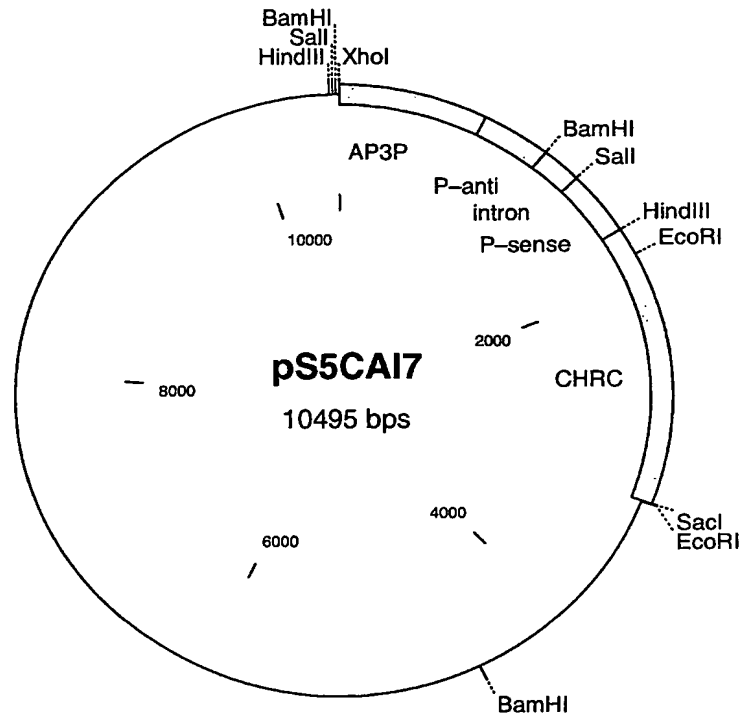 BamHI
SalI
HindIII XhoI
AP3P
BamHI
SalI
P-anti
intron
HindIII
P-sense
EcoRI
10000
2000
pS5CAI7
10495 bps
8000
CHRC
4000
6000
SacI
EcoRI
BamHI